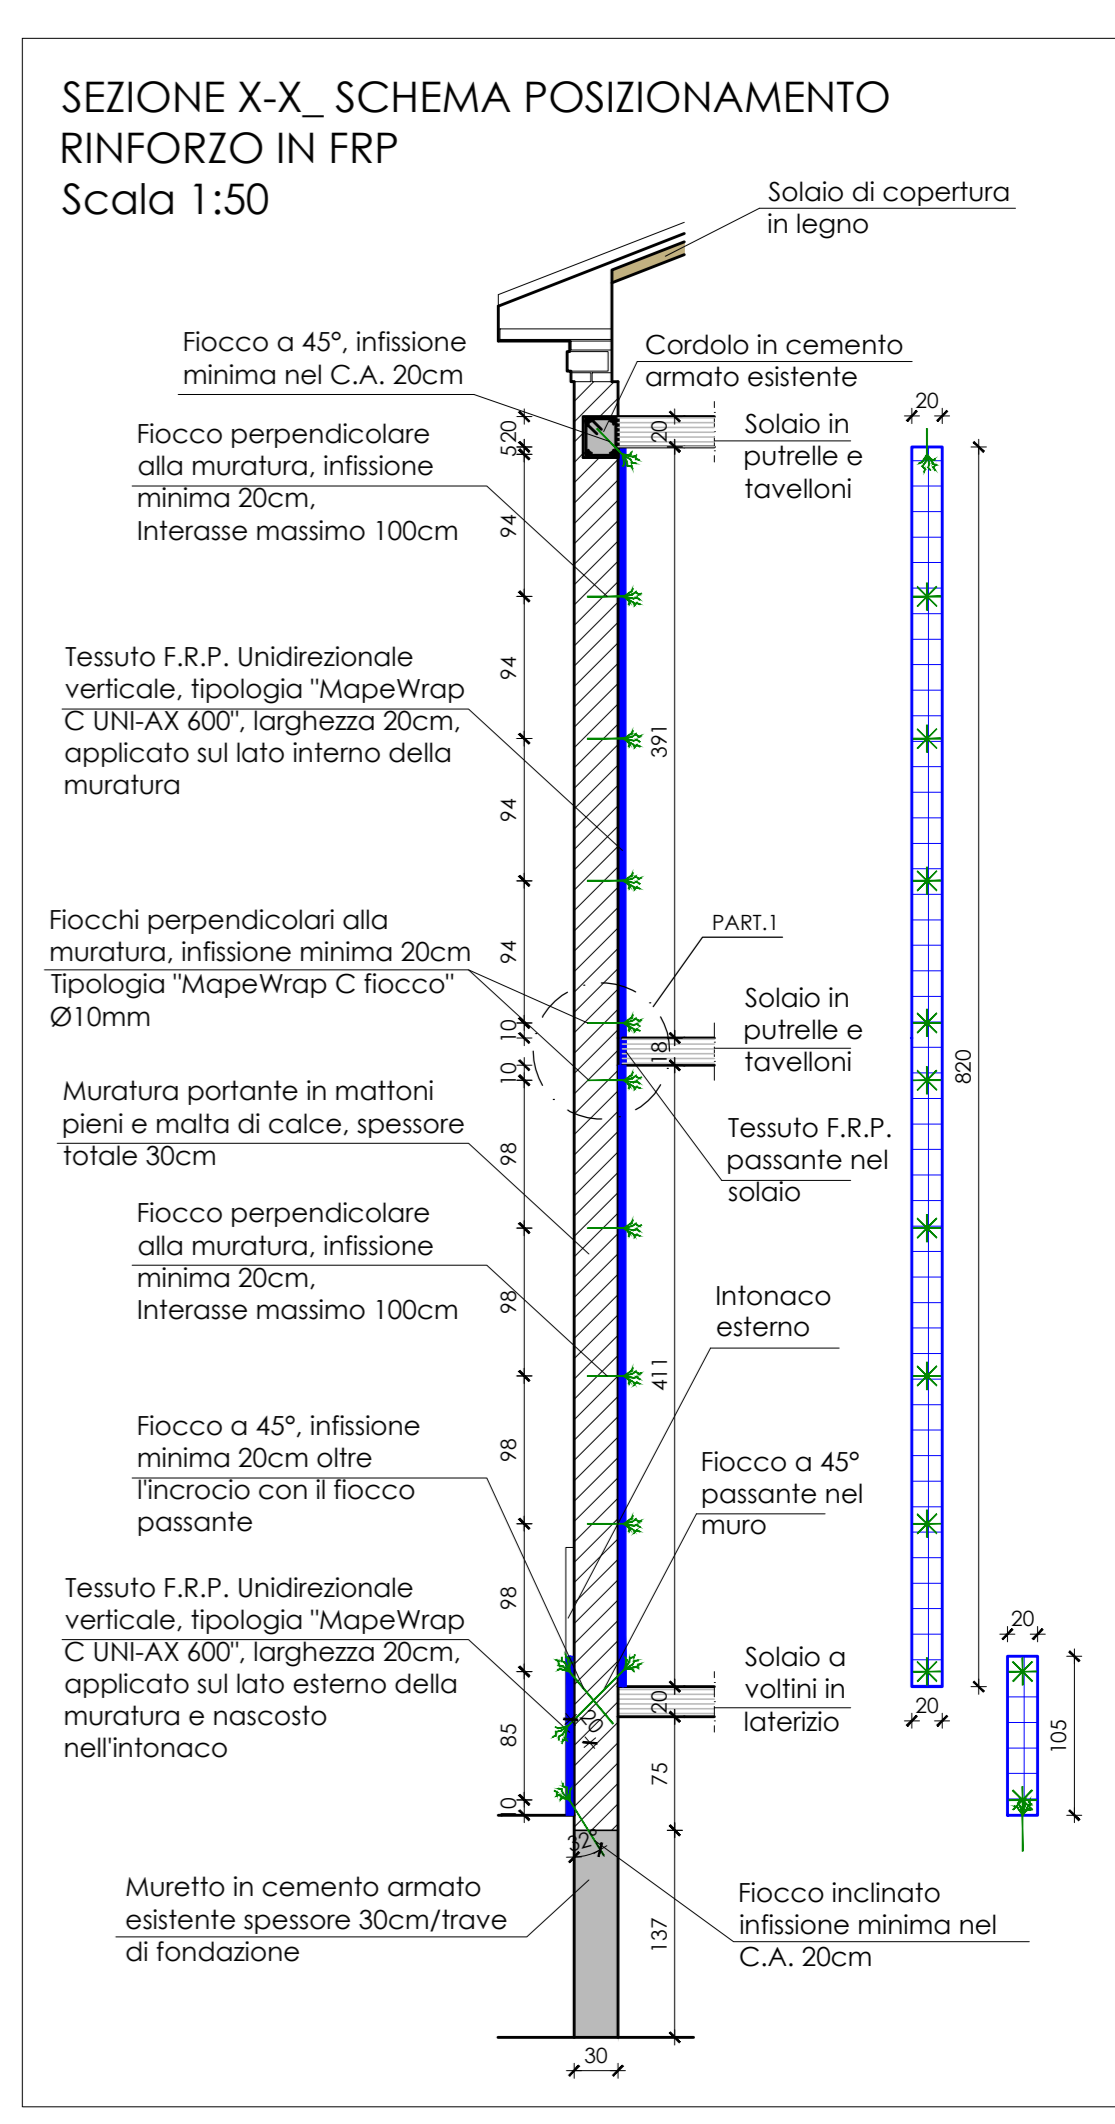 SEZIONE X-X_ SCHEMA POSIZIONAMENTO
RINFORZO IN FRP
Scala 1:50
Solaio di copertura
in legno
Fiocco a 45°, infissione
minima nel C.A. 20cm
Cordolo in cemento
armato esistente
Fiocco perpendicolare
alla muratura, infissione
minima 20cm,
Interasse massimo 100cm
Solaio in
putrelle e
tavelloni
Tessuto F.R.P. Unidirezionale
verticale, tipologia "MapeWrap
C UNI-AX 600", larghezza 20cm,
applicato sul lato interno della
muratura
Fiocchi perpendicolari alla
muratura, infissione minima 20cm
Tipologia "MapeWrap C fiocco"
Ø10mm
PART.1
Solaio in
putrelle e
tavelloni
Muratura portante in mattoni
pieni e malta di calce, spessore
totale 30cm
Tessuto F.R.P.
passante nel
solaio
Fiocco perpendicolare
alla muratura, infissione
minima 20cm,
Interasse massimo 100cm
Intonaco
esterno
Fiocco a 45°, infissione
minima 20cm oltre
l'incrocio con il fiocco
passante
Fiocco a 45°
passante nel
muro
Tessuto F.R.P. Unidirezionale
verticale, tipologia "MapeWrap
C UNI-AX 600", larghezza 20cm,
applicato sul lato esterno della
muratura e nascosto
nell'intonaco
Solaio a
voltini in
laterizio
Muretto in cemento armato
esistente spessore 30cm/trave
di fondazione
Fiocco inclinato
infissione minima nel
C.A. 20cm
20
5
94
94
94
94
10
10
98
98
98
98
85
10
20
391
18
411
20
75
137
20
32°
30
20
820
20
20
105